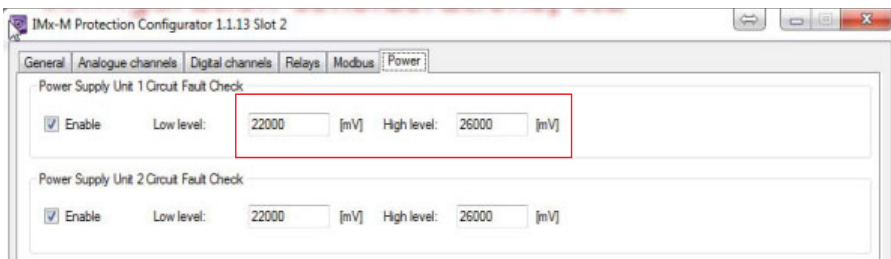 IMx-M Protection Configurator 1.1.13 Slot 2
General Analogue channels Digital channels Relays Modbus Power
Power Supply Unit 1 Circuit Fault Check
Enable Low level: 22000 [mV] High level: 26000 [mV]
Power Supply Unit 2 Circuit Fault Check
Enable Low level: 22000 [mV] High level: 26000 [mV]